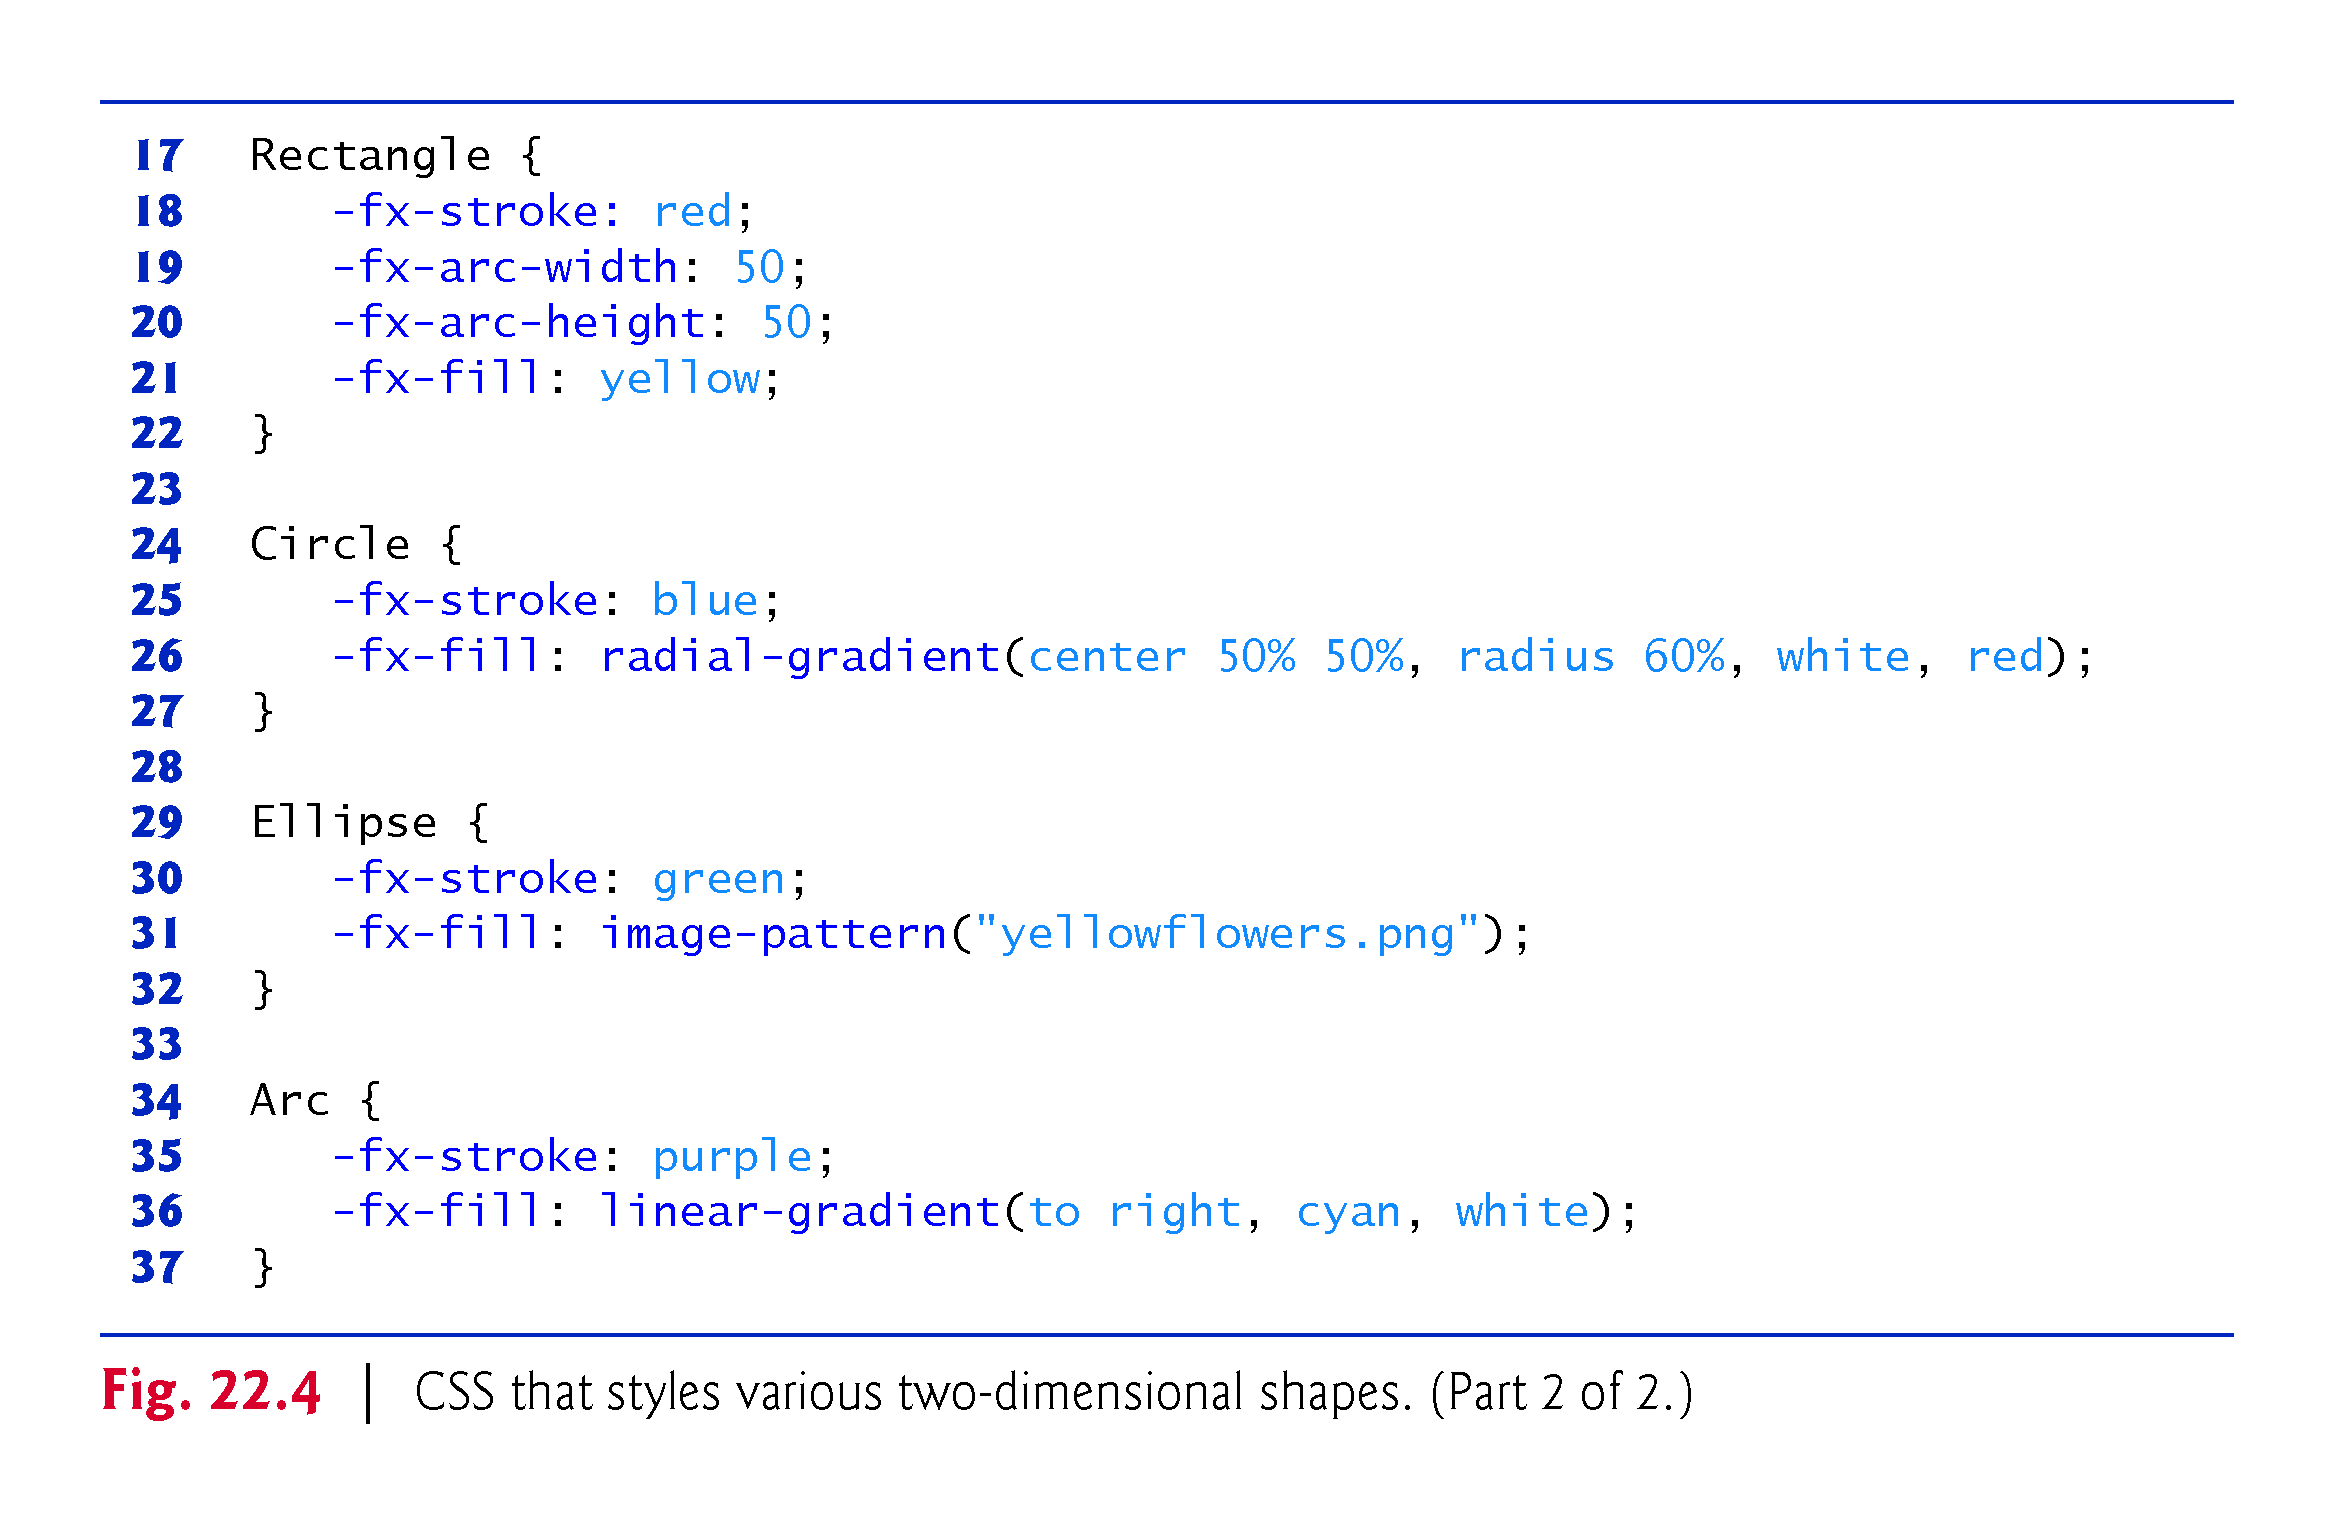 17 Rectangle {
18    -fx-stroke: red;
19    -fx-arc-width: 50;
20    -fx-arc-height: 50;
21    -fx-fill: yellow;
22 }
23
24 Circle {
25    -fx-stroke: blue;
26    -fx-fill: radial-gradient(center 50% 50%, radius 60%, white, red);
27 }
28
29 Ellipse {
30    -fx-stroke: green;
31    -fx-fill: image-pattern("yellowflowers.png");
32 }
33
34 Arc {
35    -fx-stroke: purple;
36    -fx-fill: linear-gradient(to right, cyan, white);
37 }
Fig. 22.4 | CSS that styles various two-dimensional shapes. (Part 2 of 2.)